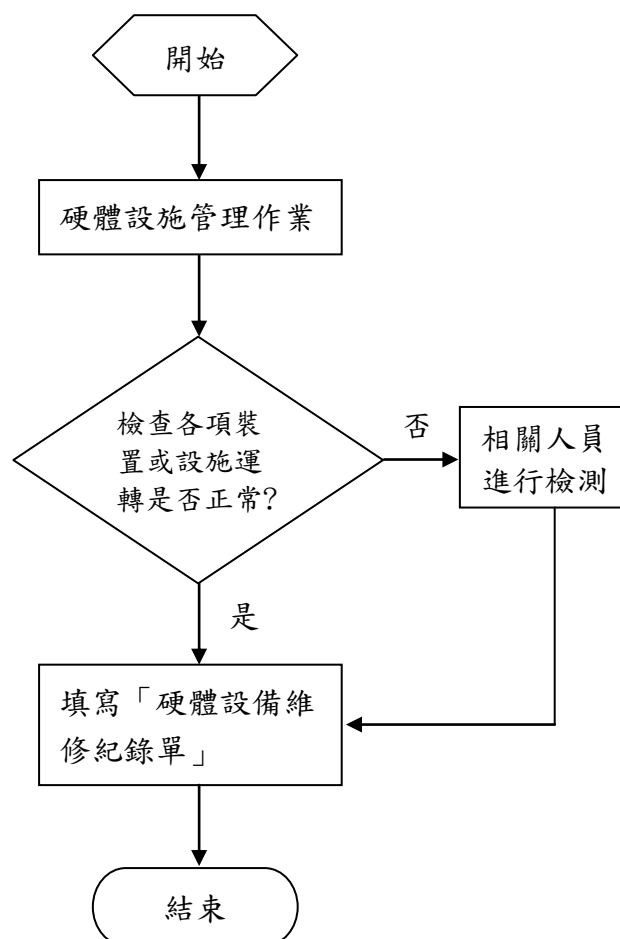 開始
硬體設施管理作業
檢查各項裝
置或設施運
轉是否正常?
否
相關人員
進行檢測
是
填寫「硬體設備維
修紀錄單」
結束